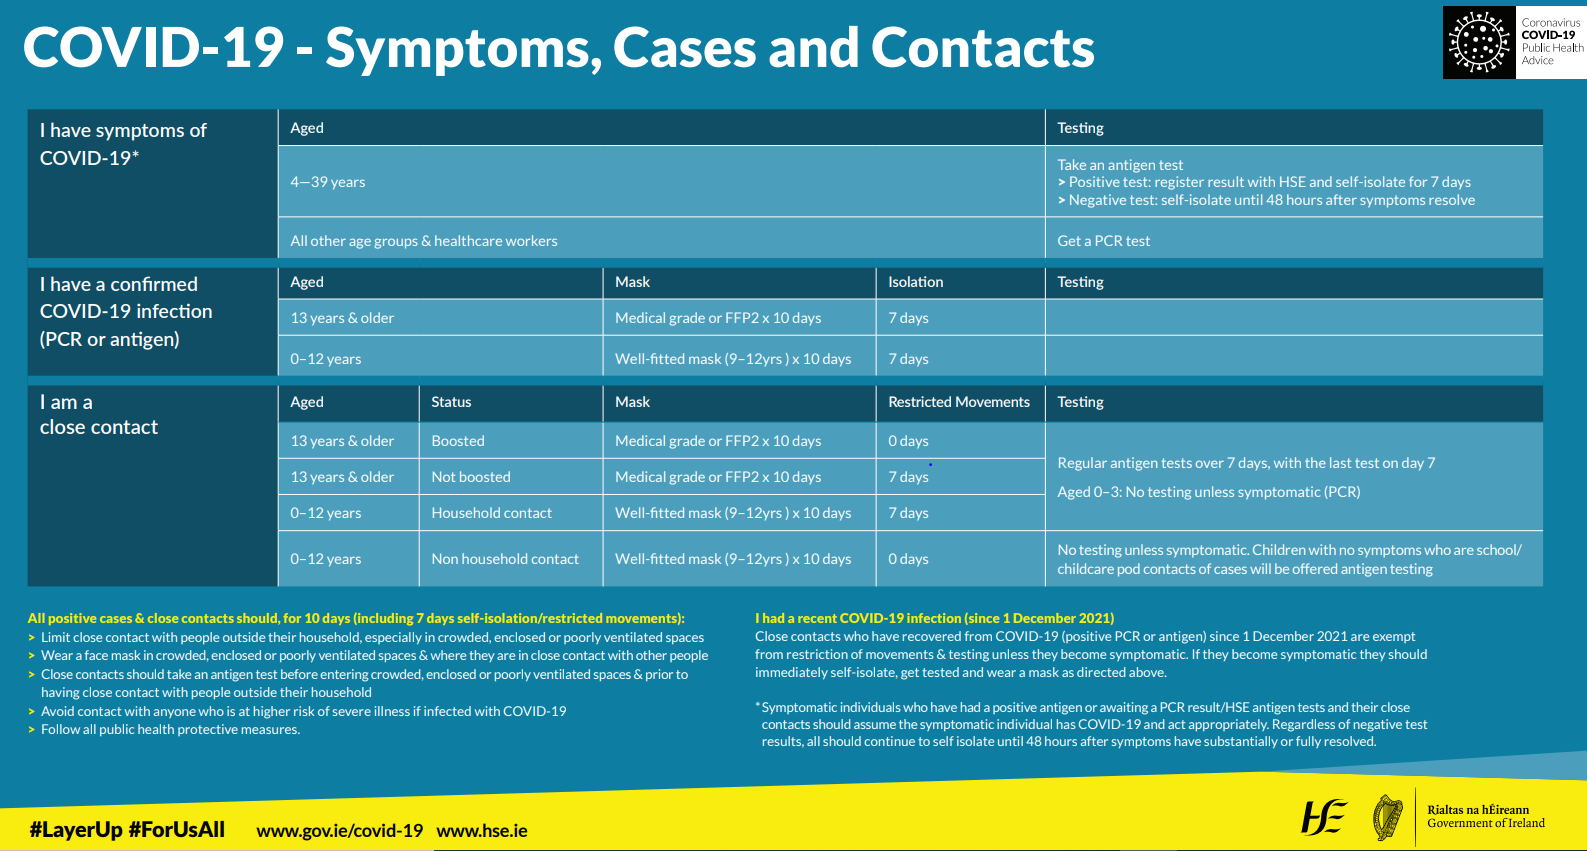 COVID-19 - Symptoms, Cases and Contacts
Coronavirus
COVID-19
Public Health
Advice
I have symptoms of
COVID-19*
Aged
Testing
4—39 years
Take an antigen test
> Positive test: register result with HSE and self-isolate for 7 days
> Negative test: self-isolate until 48 hours after symptoms resolve
All other age groups & healthcare workers
Get a PCR test
I have a confirmed
COVID-19 infection
(PCR or antigen)
Aged
Mask
Isolation
Testing
13 years & older
Medical grade or FFP2 x 10 days
7 days
0–12 years
Well-fitted mask (9–12yrs ) x 10 days
7 days
I am a
close contact
Aged
Status
Mask
Restricted Movements
Testing
13 years & older
Boosted
Medical grade or FFP2 x 10 days
0 days
13 years & older
Not boosted
Medical grade or FFP2 x 10 days
7 days
0–12 years
Household contact
Well-fitted mask (9–12yrs ) x 10 days
7 days
Regular antigen tests over 7 days, with the last test on day 7
Aged 0–3: No testing unless symptomatic (PCR)
0–12 years
Non household contact
Well-fitted mask (9–12yrs ) x 10 days
0 days
No testing unless symptomatic. Children with no symptoms who are school/
childcare pod contacts of cases will be offered antigen testing
All positive cases & close contacts should, for 10 days (including 7 days self-isolation/restricted movements):
> Limit close contact with people outside their household, especially in crowded, enclosed or poorly ventilated spaces
> Wear a face mask in crowded, enclosed or poorly ventilated spaces & where they are in close contact with other people
> Close contacts should take an antigen test before entering crowded, enclosed or poorly ventilated spaces & prior to
having close contact with people outside their household
> Avoid contact with anyone who is at higher risk of severe illness if infected with COVID-19
> Follow all public health protective measures.
I had a recent COVID-19 infection (since 1 December 2021)
Close contacts who have recovered from COVID-19 (positive PCR or antigen) since 1 December 2021 are exempt
from restriction of movements & testing unless they become symptomatic. If they become symptomatic they should
immediately self-isolate, get tested and wear a mask as directed above.
* Symptomatic individuals who have had a positive antigen or awaiting a PCR result/HSE antigen tests and their close
contacts should assume the symptomatic individual has COVID-19 and act appropriately. Regardless of negative test
results, all should continue to self isolate until 48 hours after symptoms have substantially or fully resolved.
#LayerUp #ForUsAll www.gov.ie/covid-19 www.hse.ie
HSE
Rialtas na hÉireann
Government of Ireland